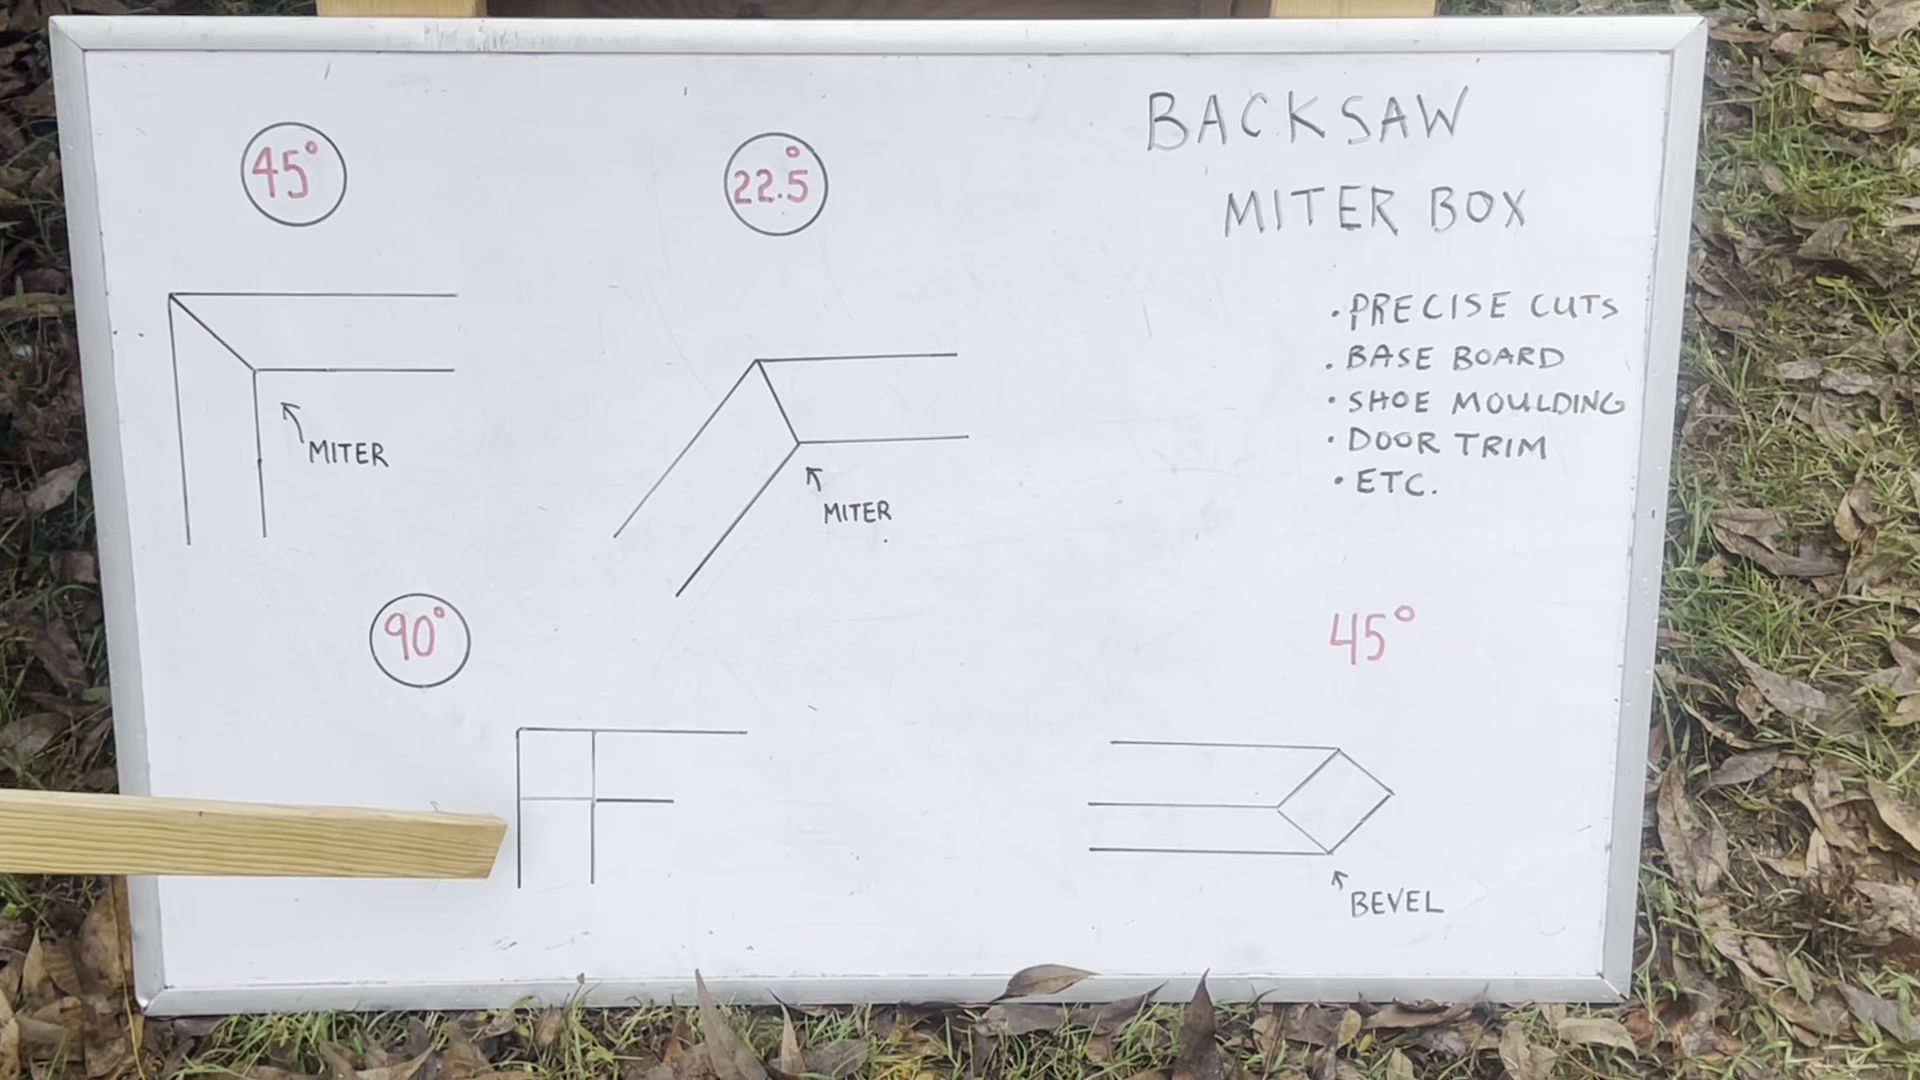 45°
22.5°
BACKSAW
MITER BOX
• PRECISE CUTS
• BASE BOARD
• SHOE MOULDING
• DOOR TRIM
• ETC.
MITER
MITER
90°
45°
BEVEL